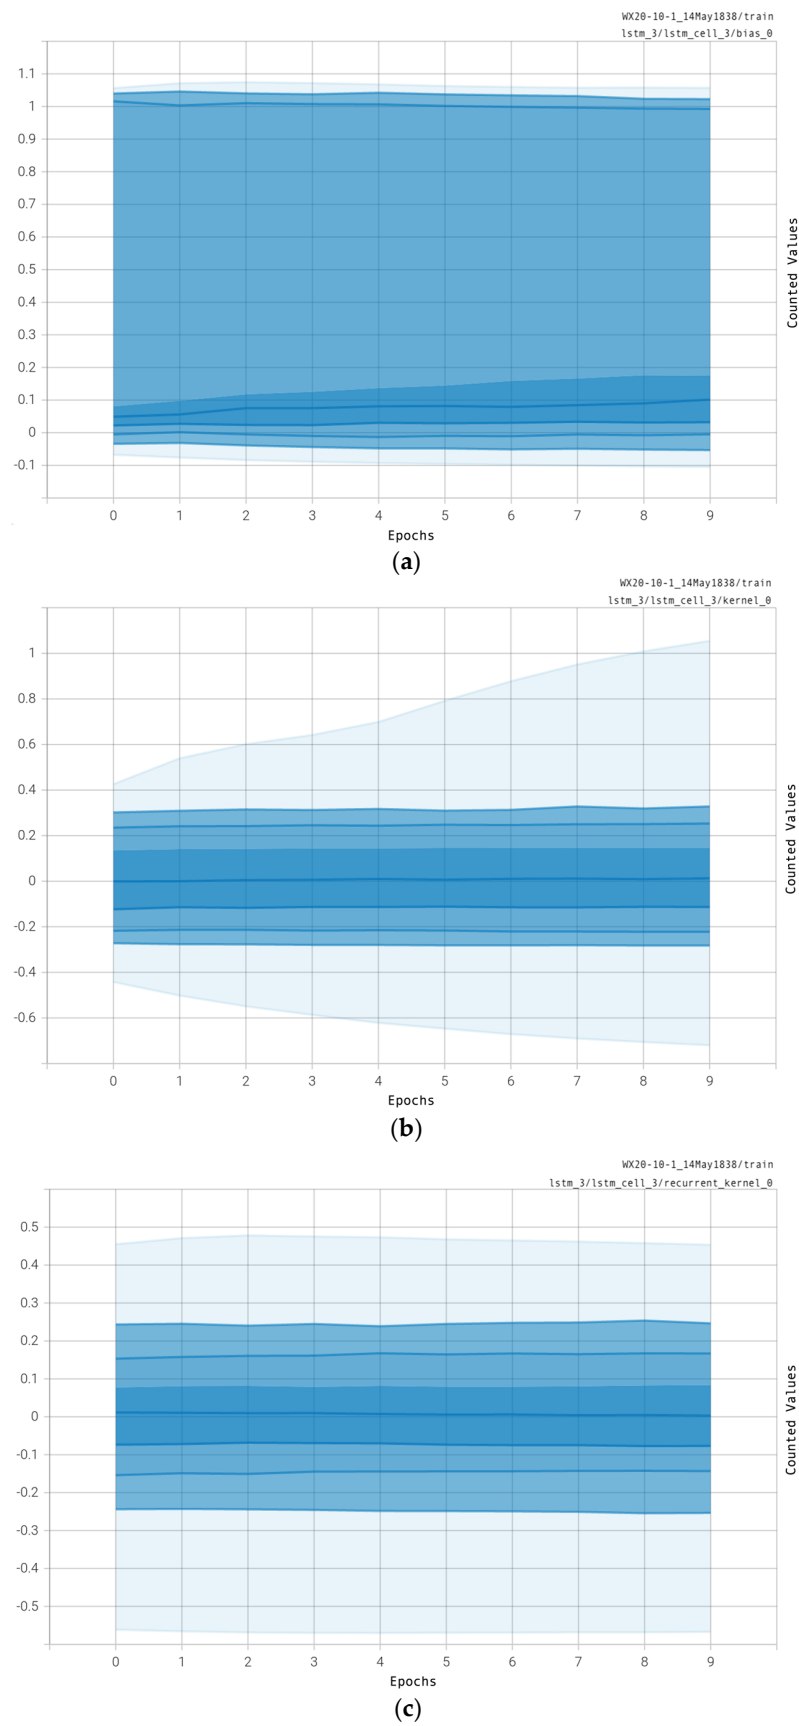 WX20-10-1_14May1838/train
lstm_3/lstm_cell_3/bias_0
1.1
1
0.9
0.8
0.7
0.6
0.5
0.4
0.3
0.2
0.1
0
-0.1
Counted Values
0 1 2 3 4 5 6 7 8 9
Epochs
(a)
WX20-10-1_14May1838/train
lstm_3/lstm_cell_3/kernel_0
1
0.8
0.6
0.4
0.2
0
-0.2
-0.4
-0.6
Counted Values
0 1 2 3 4 5 6 7 8 9
Epochs
(b)
WX20-10-1_14May1838/train
lstm_3/lstm_cell_3/recurrent_kernel_0
0.5
0.4
0.3
0.2
0.1
0
-0.1
-0.2
-0.3
-0.4
-0.5
Counted Values
0 1 2 3 4 5 6 7 8 9
Epochs
(c)